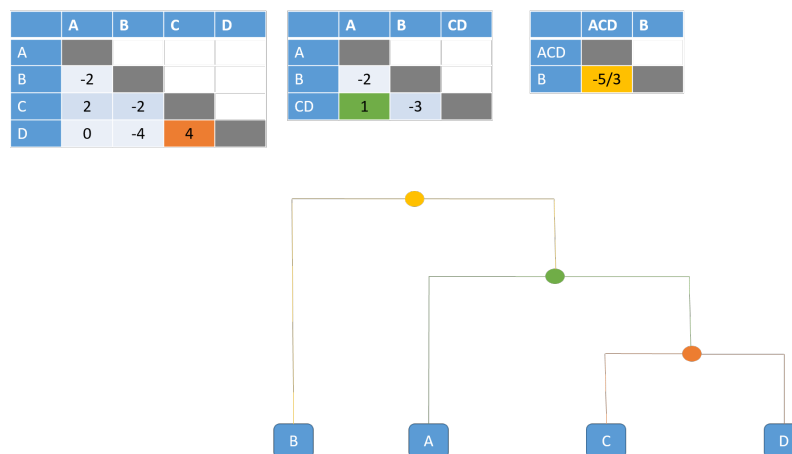 A B C D
A
B -2
C 2 -2
D 0 -4 4
A B CD
A
B -2
CD 1 -3
ACD B
ACD
B -5/3
B A C D